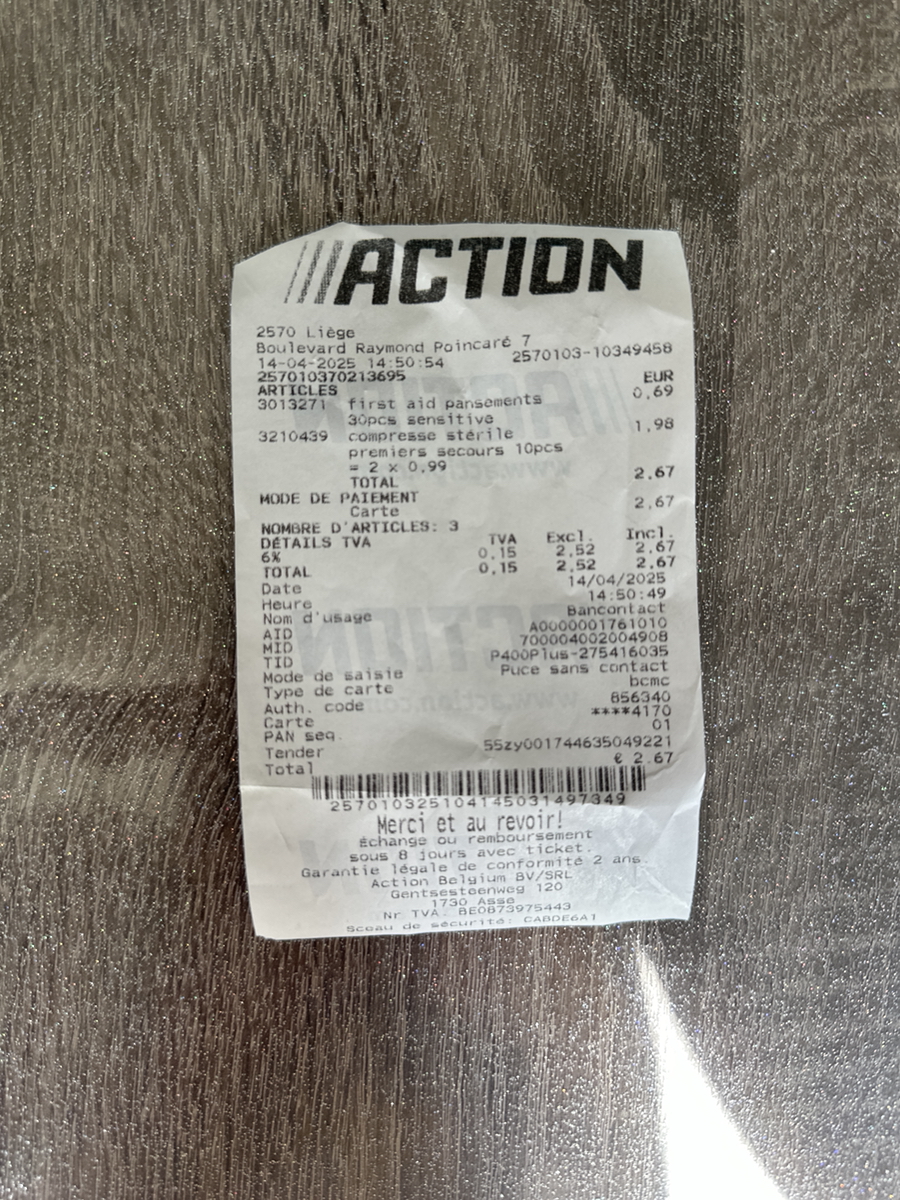 ACTION
2570 Liège
Boulevard Raymond Poincaré 7
14-04-2025 14:50:54 2570103-10349458
257010370213695
ARTICLES EUR
3013271 first aid pansements 0,69
30pcs sensitive
3210439 compresse stérile 1,98
premiers secours 10pcs
= 2 x 0,99
TOTAL 2,67
MODE DE PAIEMENT
Carte 2,67
NOMBRE D'ARTICLES: 3
DÉTAILS TVA TVA Excl. Incl.
6% 0,15 2,52 2,67
TOTAL 0,15 2,52 2,67
Date 14/04/2025
Heure 14:50:49
Nom d'usage Bancontact
AID A0000001761010
MID 700004002004908
TID P400Plus-275416035
Mode de saisie Puce sans contact
Type de carte bcmc
Auth. code 856340
Carte ****4170
PAN seq. 01
Tender 55zy001744635049221
Total € 2.67
257010325104145031497349
Merci et au revoir!
Échange ou remboursement
sous 8 jours avec ticket.
Garantie légale de conformité 2 ans.
Action Belgium BV/SRL
Gentsesteenweg 120
1730 Asse
Nr TVA. BE0873975443
Sceau de sécurité: CABDE6A1